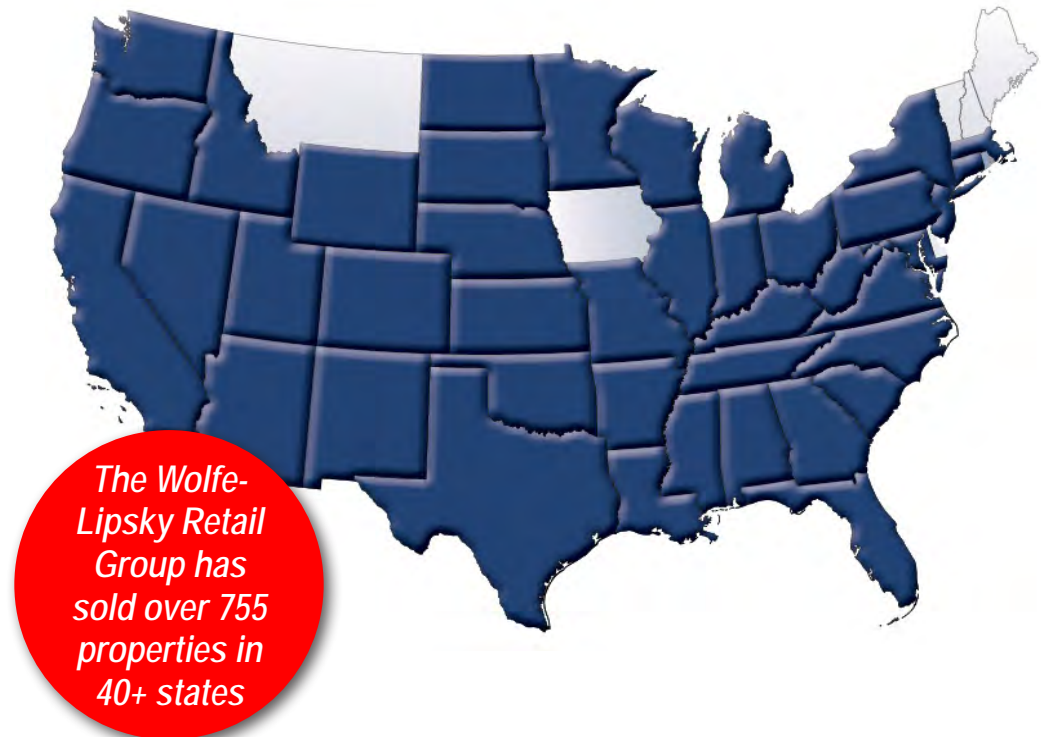 The Wolfe-
Lipsky Retail
Group has
sold over 755
properties in
40+ states